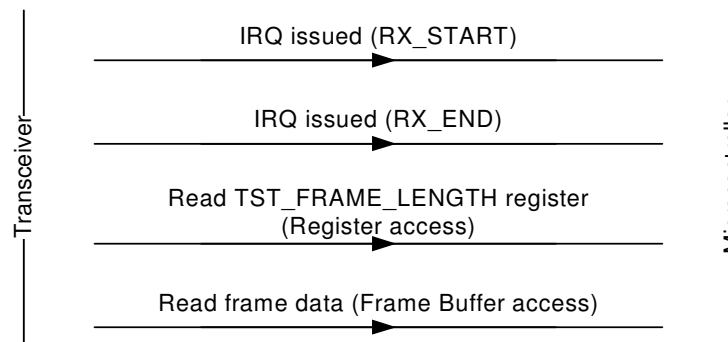 IRQ issued (RX_START)
IRQ issued (RX_END)
Transceiver
Read TST_FRAME_LENGTH register
(Register access)
Read frame data (Frame Buffer access)